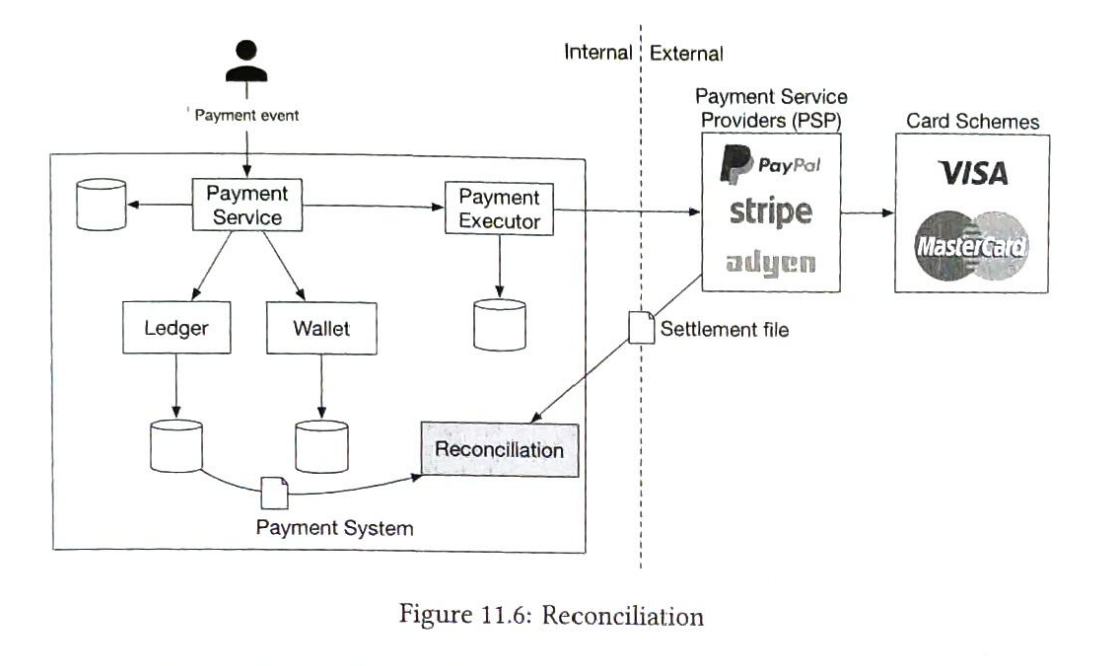 Internal
External
Payment event
Payment Service
Providers (PSP)
Card Schemes
PayPal
stripe
adyen
VISA
MasterCard
Payment
Service
Payment
Executor
Ledger
Wallet
Settlement file
Reconciliation
Payment System
Figure 11.6: Reconciliation